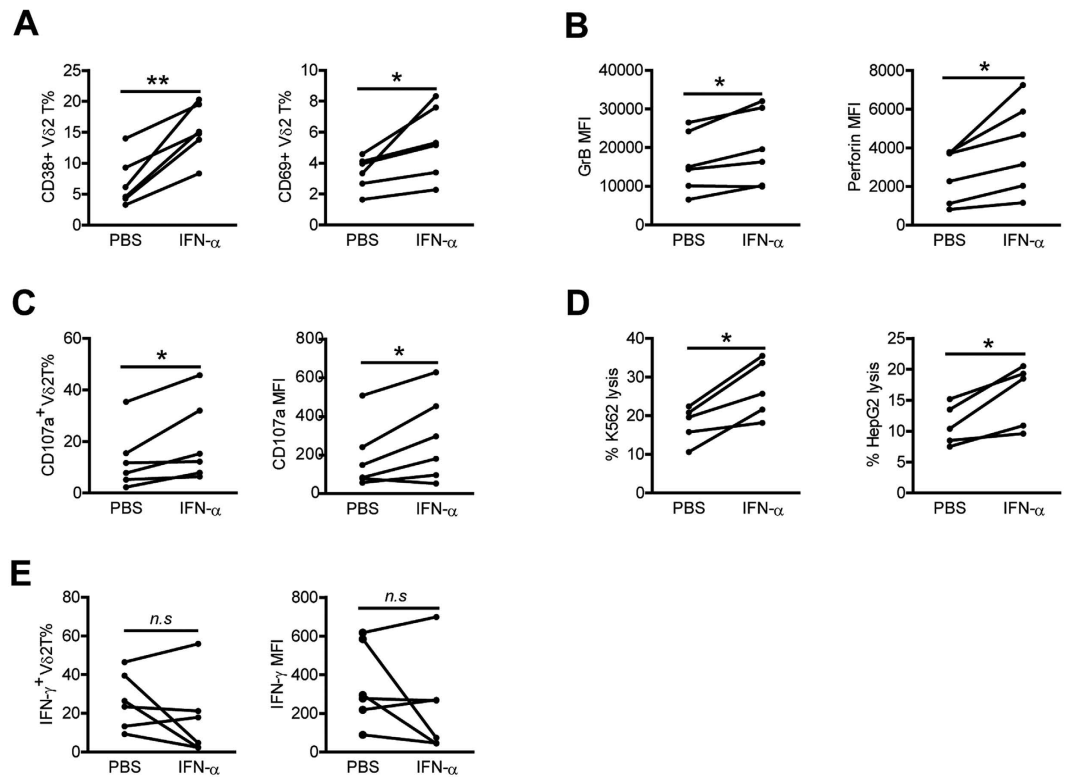 A
CD38+ Vδ2 T%
25
20
15
10
5
0
**
PBS IFN-α
CD69+ Vδ2 T%
8
6
4
2
0
*
PBS IFN-α
B
GrB MFI
40000
30000
20000
10000
0
*
PBS IFN-α
Perforin MFI
8000
6000
4000
2000
0
*
PBS IFN-α
C
CD107a⁺ Vδ2T%
60
40
20
0
*
PBS IFN-α
CD107a MFI
800
600
400
200
0
*
PBS IFN-α
D
% K562 lysis
40
30
20
10
0
*
PBS IFN-α
% HepG2 lysis
25
20
15
10
5
0
*
PBS IFN-α
E
IFN-γ⁺ Vδ2T%
80
60
40
20
0
n.s
PBS IFN-α
IFN-γ MFI
800
600
400
200
0
n.s
PBS IFN-α